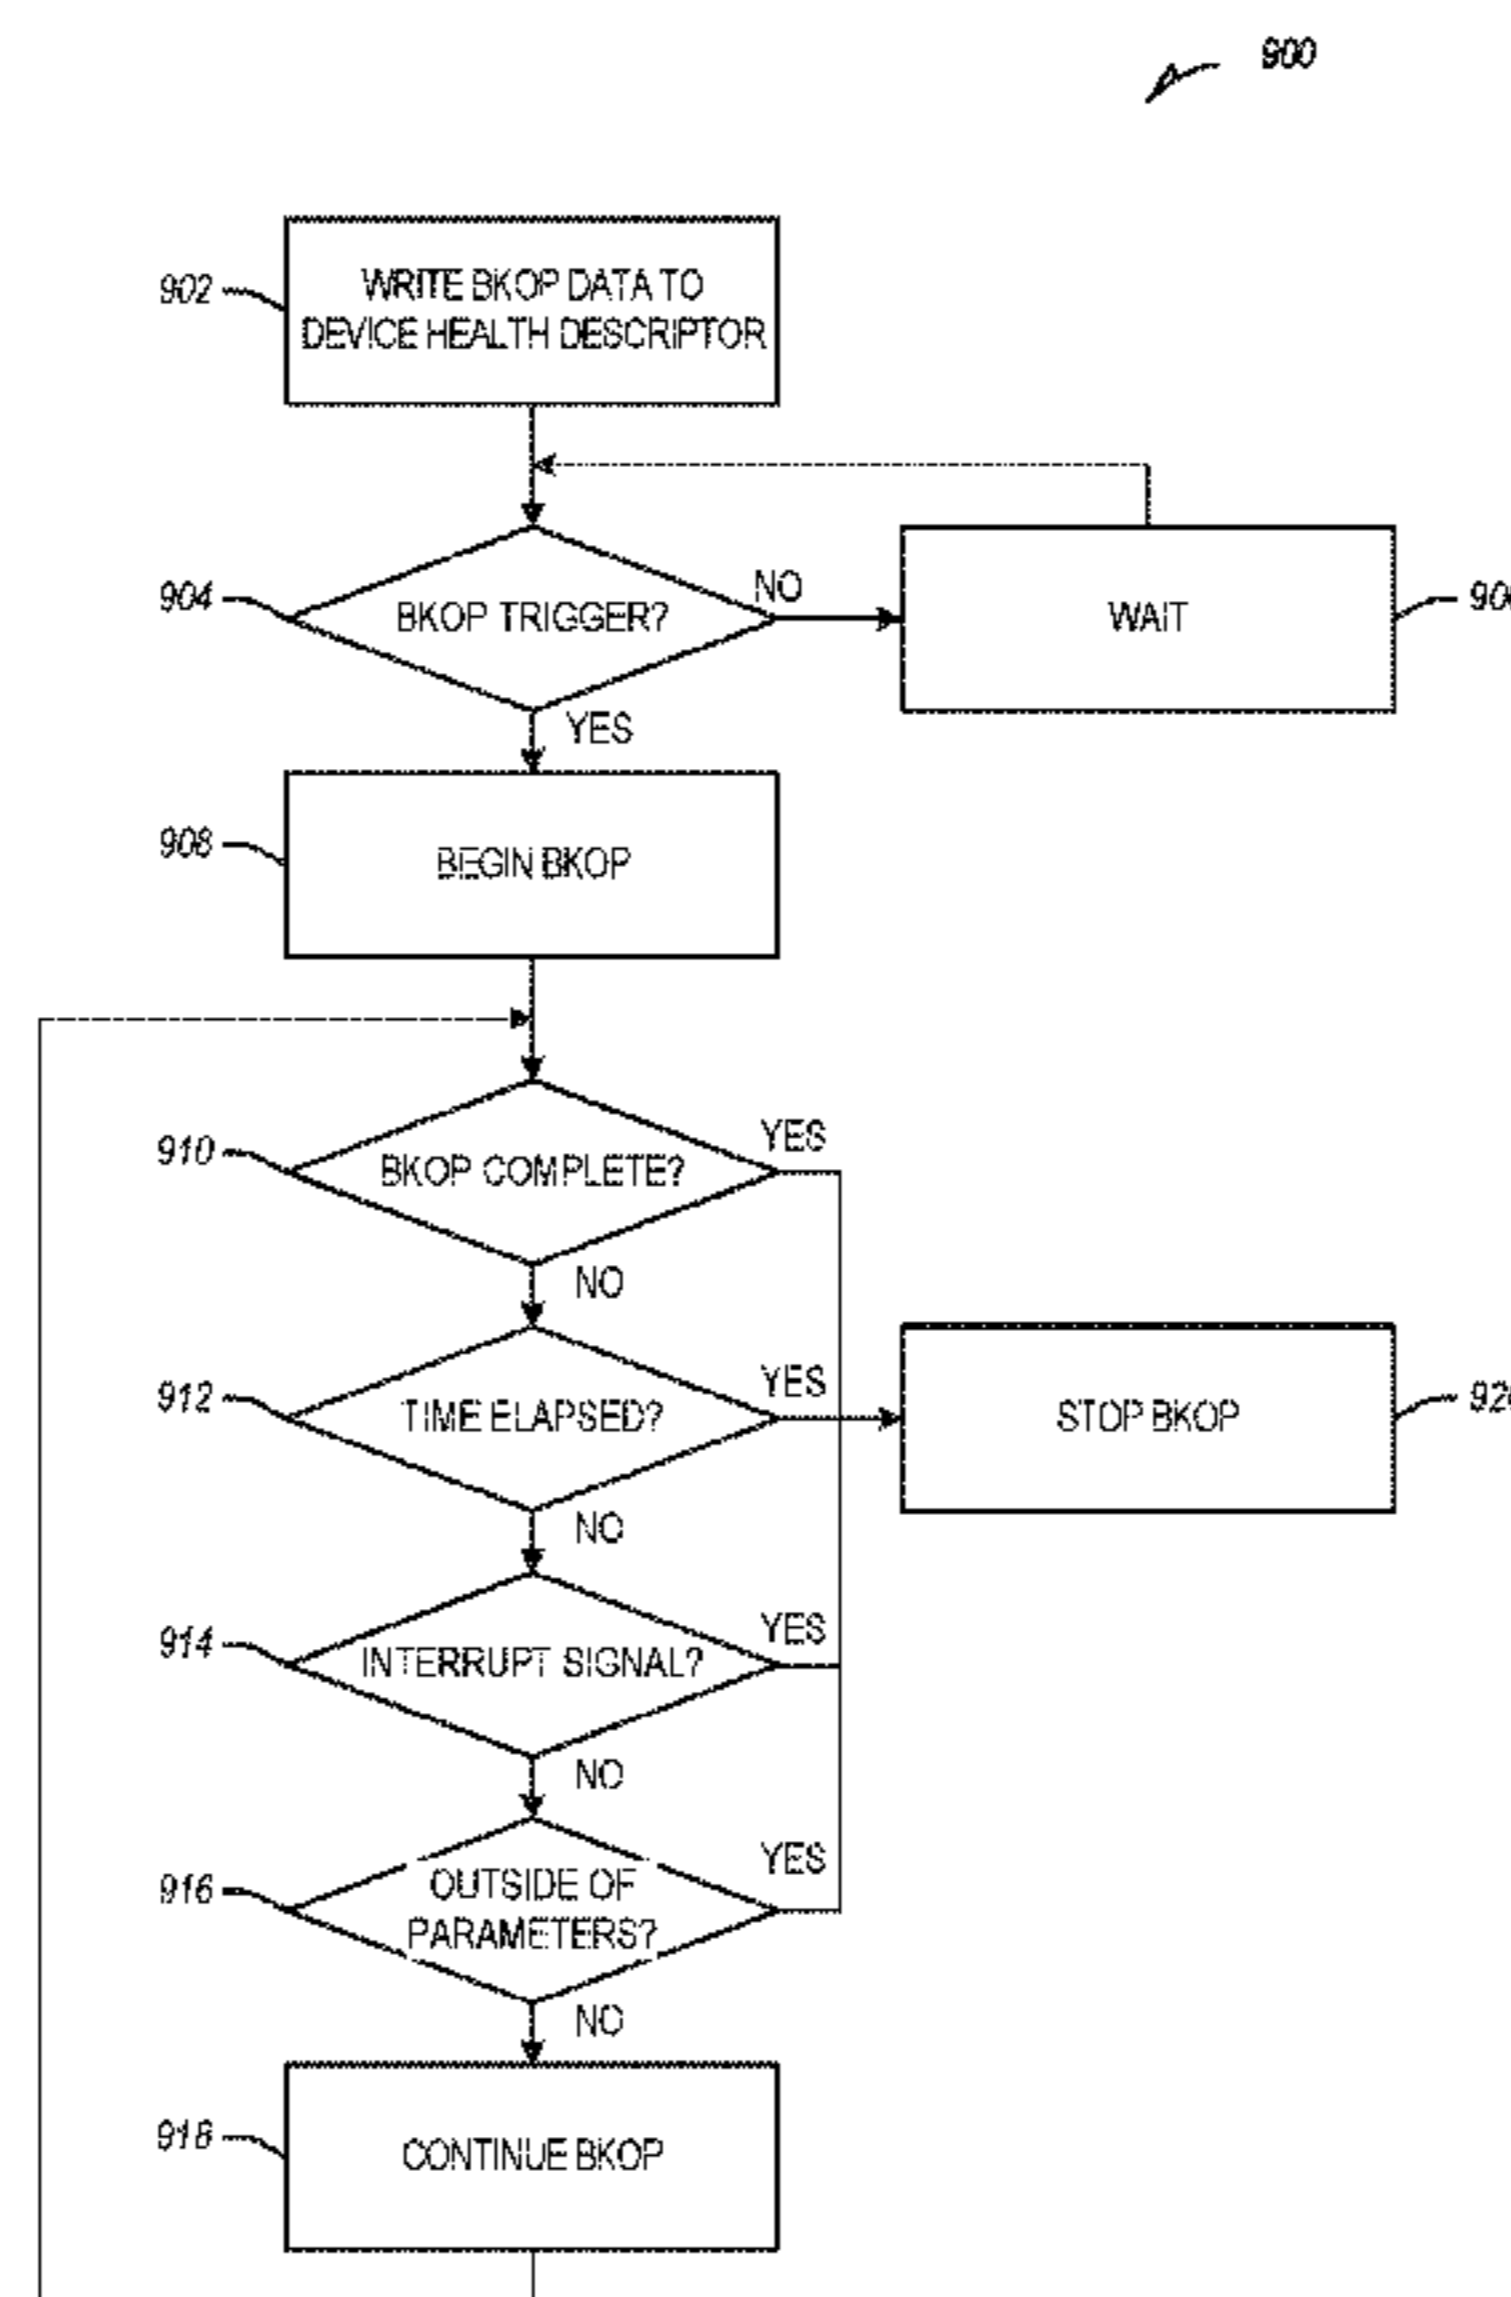 900
902
WRITE BKOP DATA TO
DEVICE HEALTH DESCRIPTOR
904
BKOP TRIGGER?
NO
WAIT
YES
908
BEGIN BKOP
910
BKOP COMPLETE?
YES
NO
912
TIME ELAPSED?
YES
STOP BKOP
NO
914
INTERRUPT SIGNAL?
YES
NO
916
OUTSIDE OF
PARAMETERS?
YES
NO
918
CONTINUE BKOP